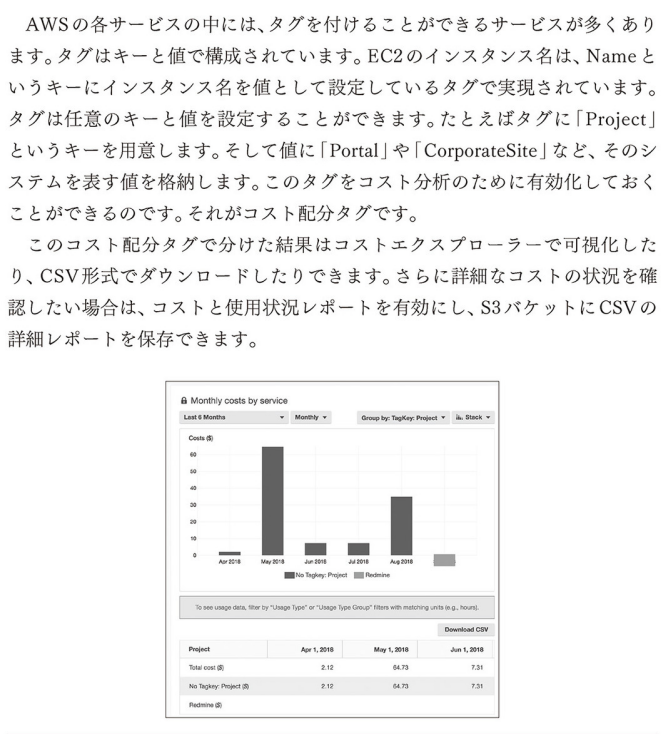 AWSの各サービスの中には、タグを付けることができるサービスが多くあり
ます。タグはキーと値で構成されています。EC2のインスタンス名は、Nameと
いうキーにインスタンス名を値として設定しているタグで実現されています。
タグは任意のキーと値を設定することができます。たとえばタグに「Project」
というキーを用意します。そして値に「Portal」や「CorporateSite」など、そのシ
ステムを表す値を格納します。このタグをコスト分析のために有効化しておく
ことができるのです。それがコスト配分タグです。
このコスト配分タグで分けた結果はコストエクスプローラーで可視化した
り、CSV形式でダウンロードしたりできます。さらに詳細なコストの状況を確
認したい場合は、コストと使用状況レポートを有効にし、S3バケットにCSVの
詳細レポートを保存できます。
Monthly costs by service
Last 6 Months Monthly Group by: TagKey: Project Stack
Costs ($)
60
50
40
30
20
10
0
Apr 2018 May 2018 Jun 2018 Jul 2018 Aug 2018
No Tagkey: Project Redmine
To see usage data, filter by "Usage Type" or "Usage Type Group" filters with matching units (e.g., hours).
Download CSV
Project Apr 1, 2018 May 1, 2018 Jun 1, 2018
Total cost ($) 2.12 64.73 7.31
No Tagkey: Project ($) 2.12 64.73 7.31
Redmine ($)